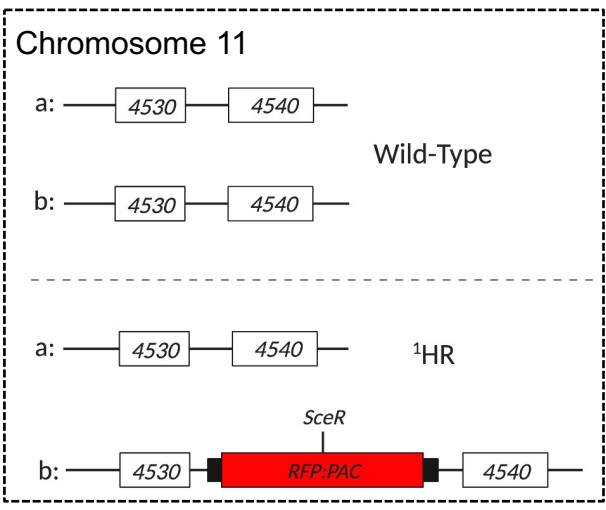 Chromosome 11
a: 4530 4540
Wild-Type
b: 4530 4540
a: 4530 4540 ¹HR
SceR
b: 4530 RFP:PAC 4540